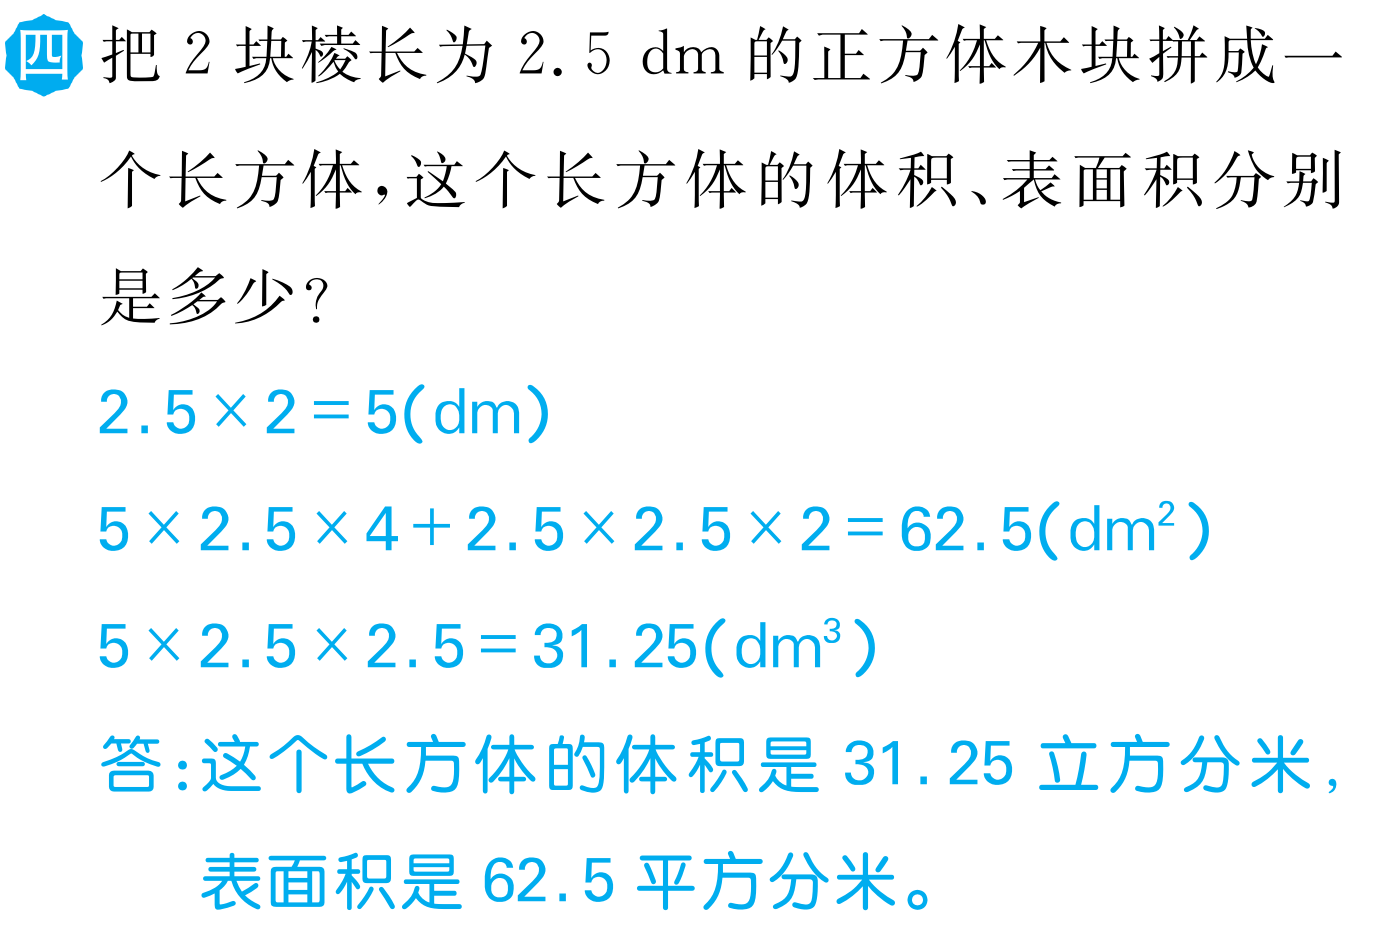 四 把 2 块棱长为 2.5 dm 的正方体木块拼成一
个长方体,这个长方体的体积、表面积分别
是多少?
2.5×2=5(dm)
5×2.5×4+2.5×2.5×2=62.5(dm²)
5×2.5×2.5=31.25(dm³)
答:这个长方体的体积是 31.25 立方分米,
表面积是 62.5 平方分米。